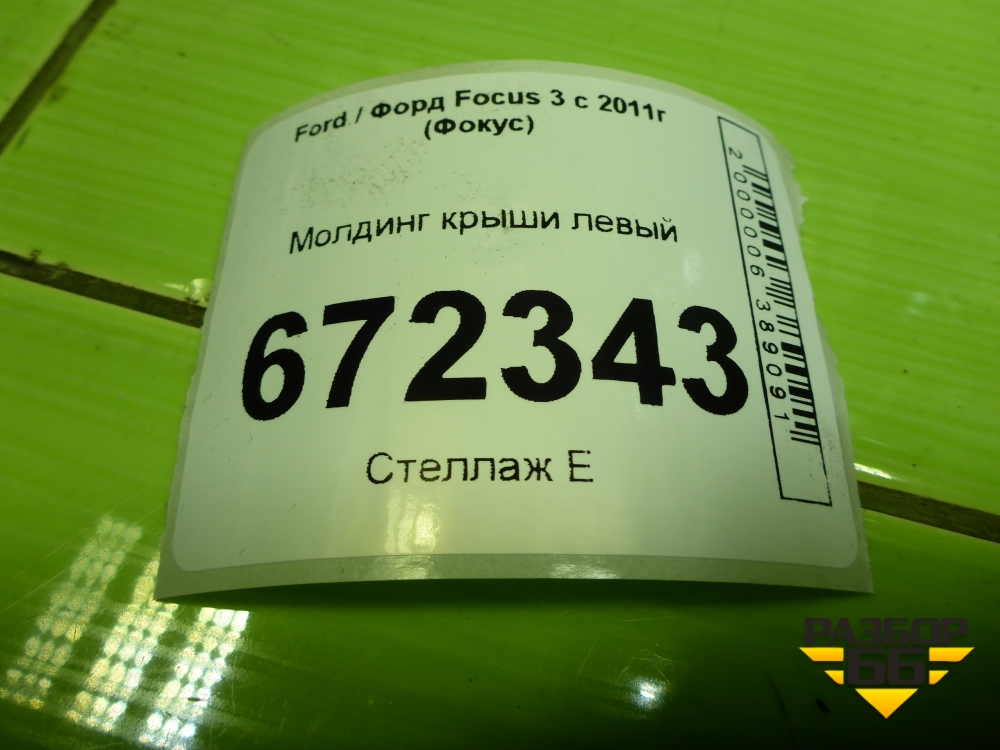 Ford / Форд Focus 3 с 2011г
(Фокус)
Молдинг крыши левый
672343
Стеллаж Е
2000006389091
РАЗБОР
66